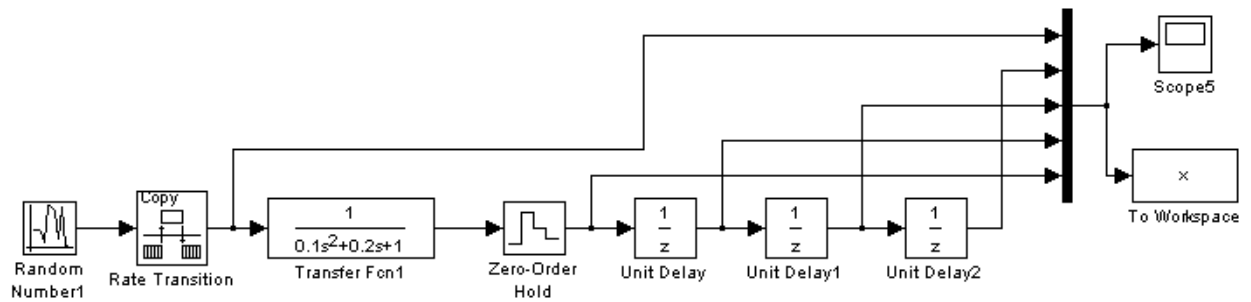 Scope5
x
To Workspace
Copy
1
0.1s²+0.2s+1
1
z
1
z
1
z
Random
Number1
Rate Transition
Transfer Fcn1
Zero-Order
Hold
Unit Delay
Unit Delay1
Unit Delay2